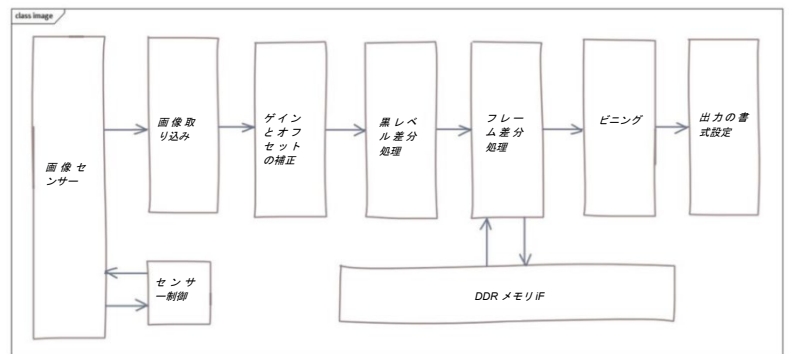 class image
画像セ
ンサー
画像取
り込み
ゲイン
とオフ
セット
の補正
黒レベ
ル差分
処理
フレー
ム差分
処理
ビニング
出力の書
式設定
センサ
ー制御
DDR メモリ iF